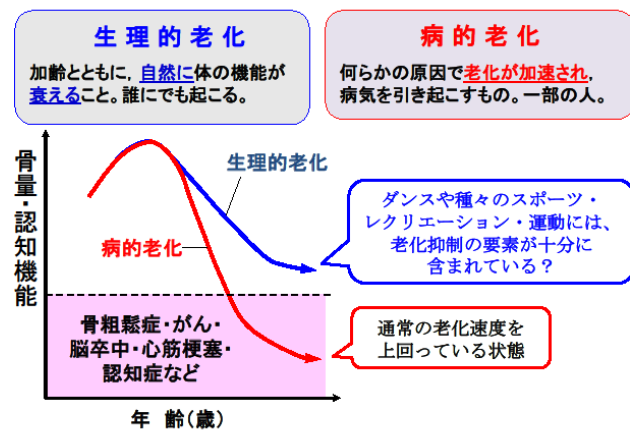 生理的老化
加齢とともに，自然に体の機能が
衰えること。誰にでも起こる。
病的老化
何らかの原因で老化が加速され，
病気を引き起こすもの。一部の人。
骨量・認知機能
生理的老化
病的老化
ダンスや種々のスポーツ・
レクリエーション・運動には、
老化抑制の要素が十分に
含まれている？
骨粗鬆症・がん・
脳卒中・心筋梗塞・
認知症など
通常の老化速度を
上回っている状態
年 齢（歳）